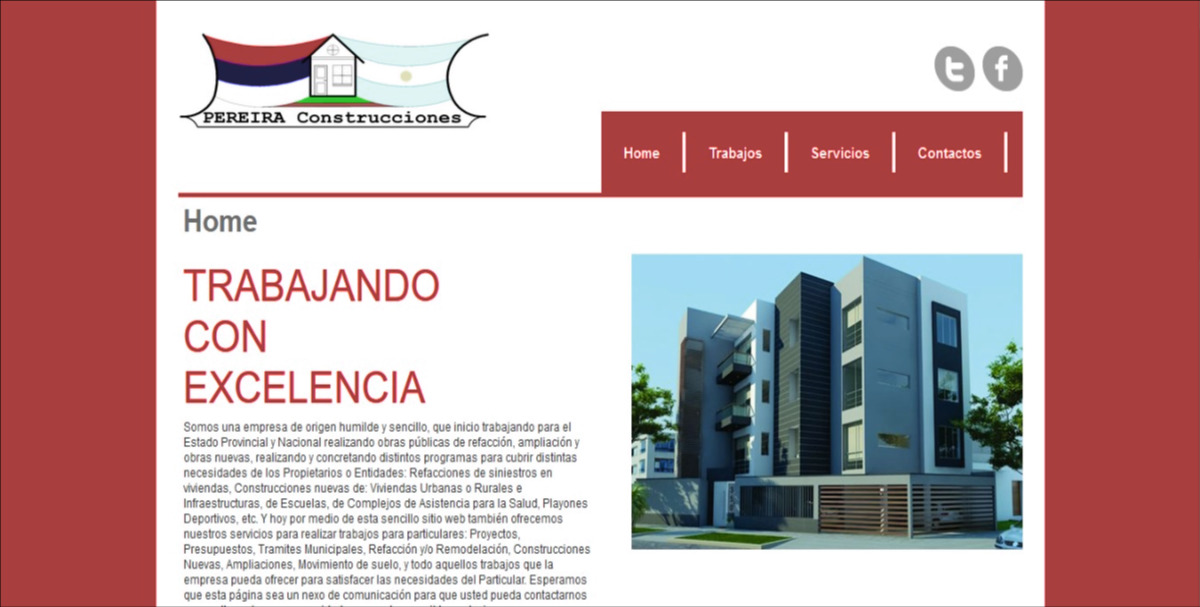 PEREIRA Construcciones
Home
Trabajos
Servicios
Contactos
Home
TRABAJANDO
CON
EXCELENCIA
Somos una empresa de origen humilde y sencillo, que inicio trabajando para el
Estado Provincial y Nacional realizando obras públicas de refacción, ampliación y
obras nuevas, realizando y concretando distintos programas para cubrir distintas
necesidades de los Propietarios o Entidades: Refacciones de siniestros en
viviendas, Construcciones nuevas de: Viviendas Urbanas o Rurales e
Infraestructuras, de Escuelas, de Complejos de Asistencia para la Salud, Playones
Deportivos, etc. Y hoy por medio de esta sencillo sitio web también ofrecemos
nuestros servicios para realizar trabajos para particulares: Proyectos,
Presupuestos, Tramites Municipales, Refacción y/o Remodelación, Construcciones
Nuevas, Ampliaciones, Movimiento de suelo, y todo aquellos trabajos que la
empresa pueda ofrecer para satisfacer las necesidades del Particular. Esperamos
que esta página sea un nexo de comunicación para que usted pueda contactarnos